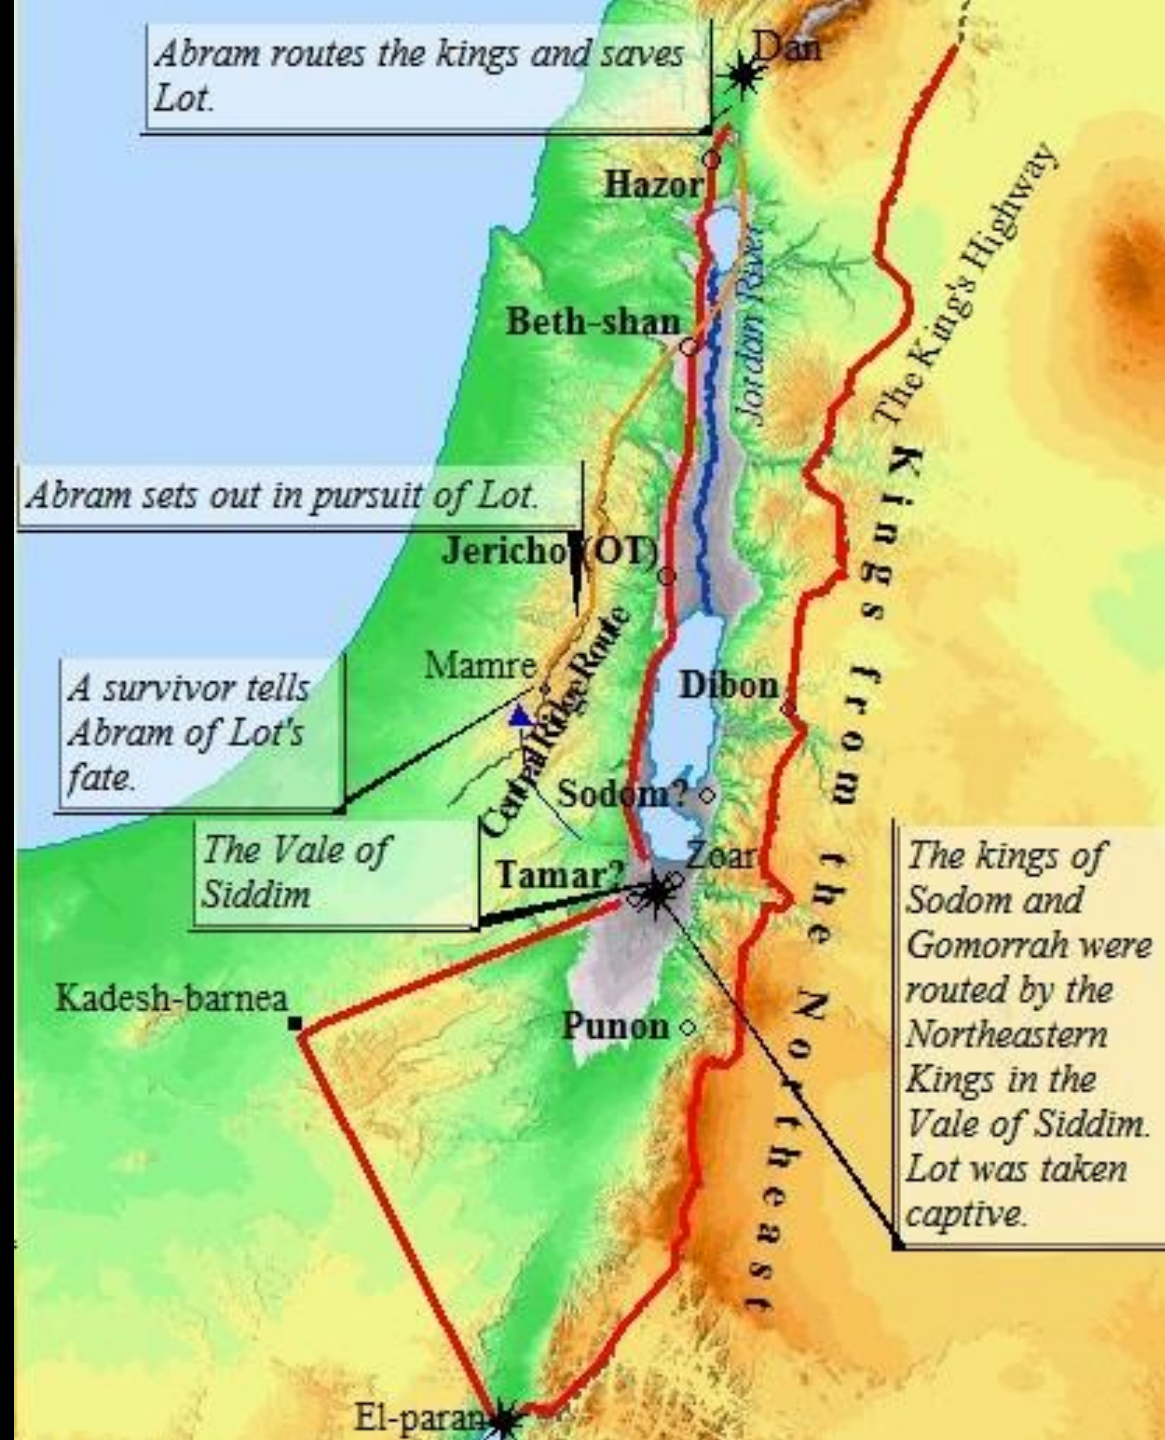 Abram routes the kings and saves
Lot.
Dan
Hazor
The King's Highway
Jordan River
Beth-shan
Kings from the Northeast
Abram sets out in pursuit of Lot.
Jericho (OT)
Central Ridge Route
Mamre
A survivor tells
Abram of Lot's
fate.
Dibon
Sodom?
The Vale of
Siddim
Zoar
Tamar?
The kings of
Sodom and
Gomorrah were
routed by the
Northeastern
Kings in the
Vale of Siddim.
Lot was taken
captive.
Kadesh-barnea
Punon
El-paran